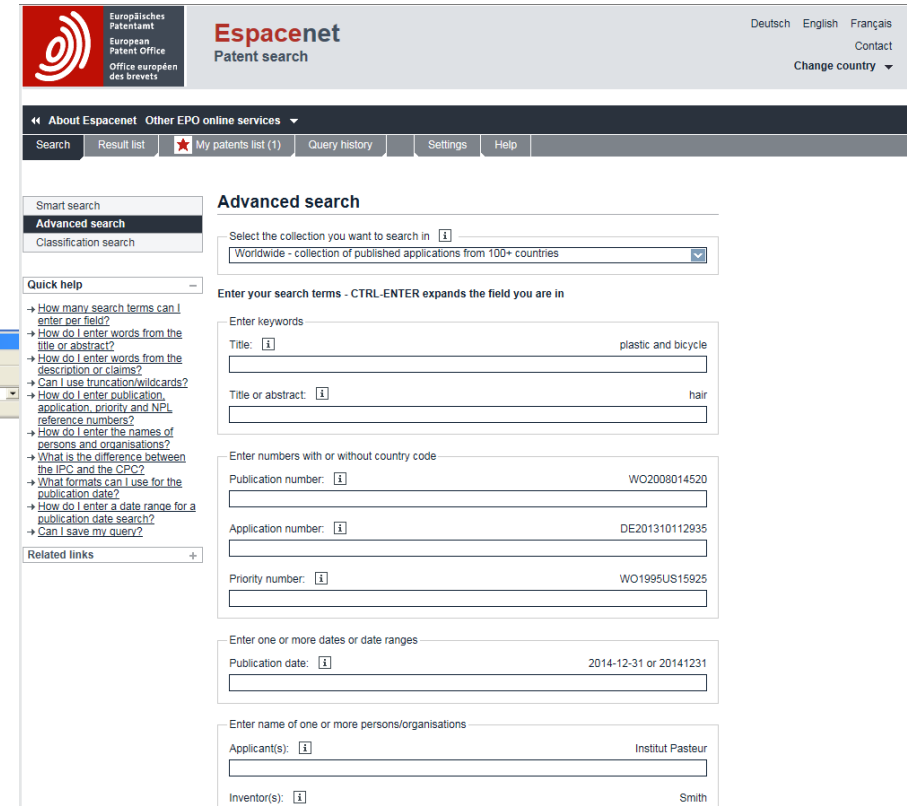 Europäisches
Patentamt
European
Patent Office
Office européen
des brevets
Espacenet
Patent search
Deutsch English Français
Contact
Change country
About Espacenet Other EPO online services
Search Result list My patents list (1) Query history Settings Help
Smart search
Advanced search
Classification search
Quick help
How many search terms can I
enter per field?
How do I enter words from the
title or abstract?
How do I enter words from the
description or claims?
Can I use truncation/wildcards?
How do I enter publication,
application, priority and NPL
reference numbers?
How do I enter the names of
persons and organisations?
What is the difference between
the IPC and the CPC?
What formats can I use for the
publication date?
How do I enter a date range for a
publication date search?
Can I save my query?
Related links
Advanced search
Select the collection you want to search in i
Worldwide - collection of published applications from 100+ countries
Enter your search terms - CTRL-ENTER expands the field you are in
Enter keywords
Title: i plastic and bicycle
Title or abstract: i hair
Enter numbers with or without country code
Publication number: i WO2008014520
Application number: i DE201310112935
Priority number: i WO1995US15925
Enter one or more dates or date ranges
Publication date: i 2014-12-31 or 20141231
Enter name of one or more persons/organisations
Applicant(s): i Institut Pasteur
Inventor(s): i Smith